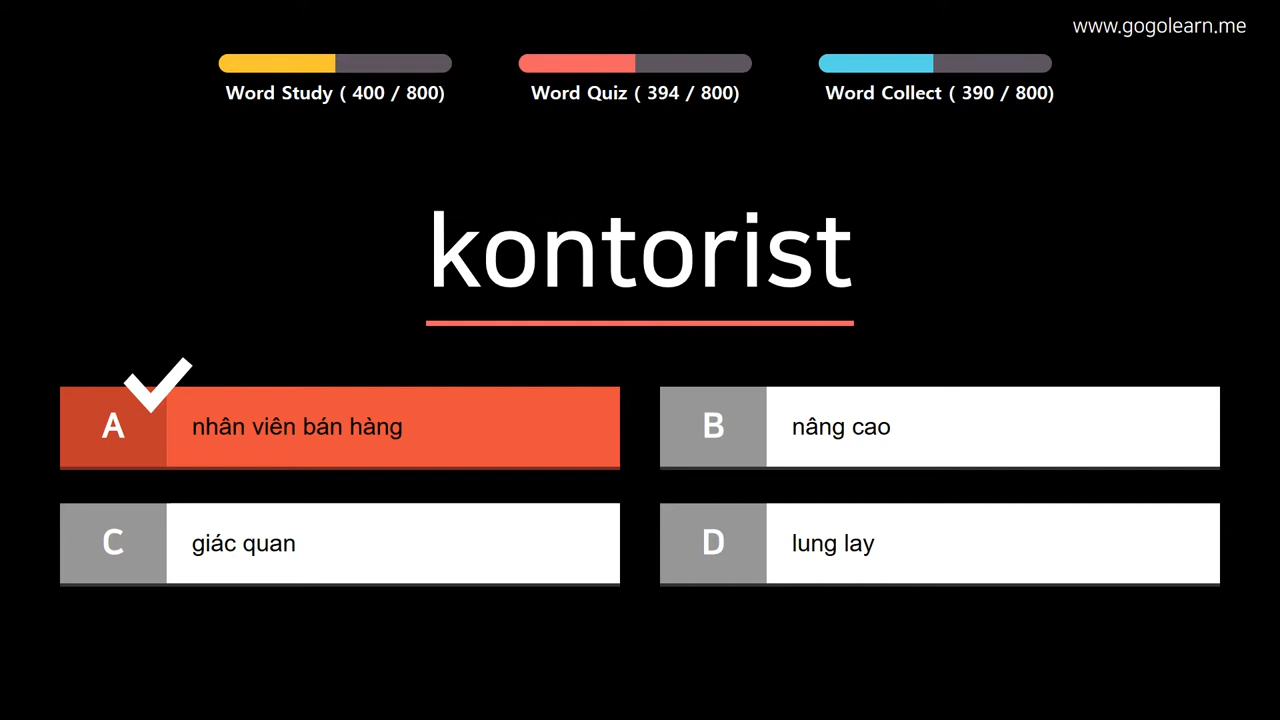 www.gogolearn.me
Word Study ( 400 / 800)
Word Quiz ( 394 / 800)
Word Collect ( 390 / 800)
kontorist
A nhân viên bán hàng
B nâng cao
C giác quan
D lung lay